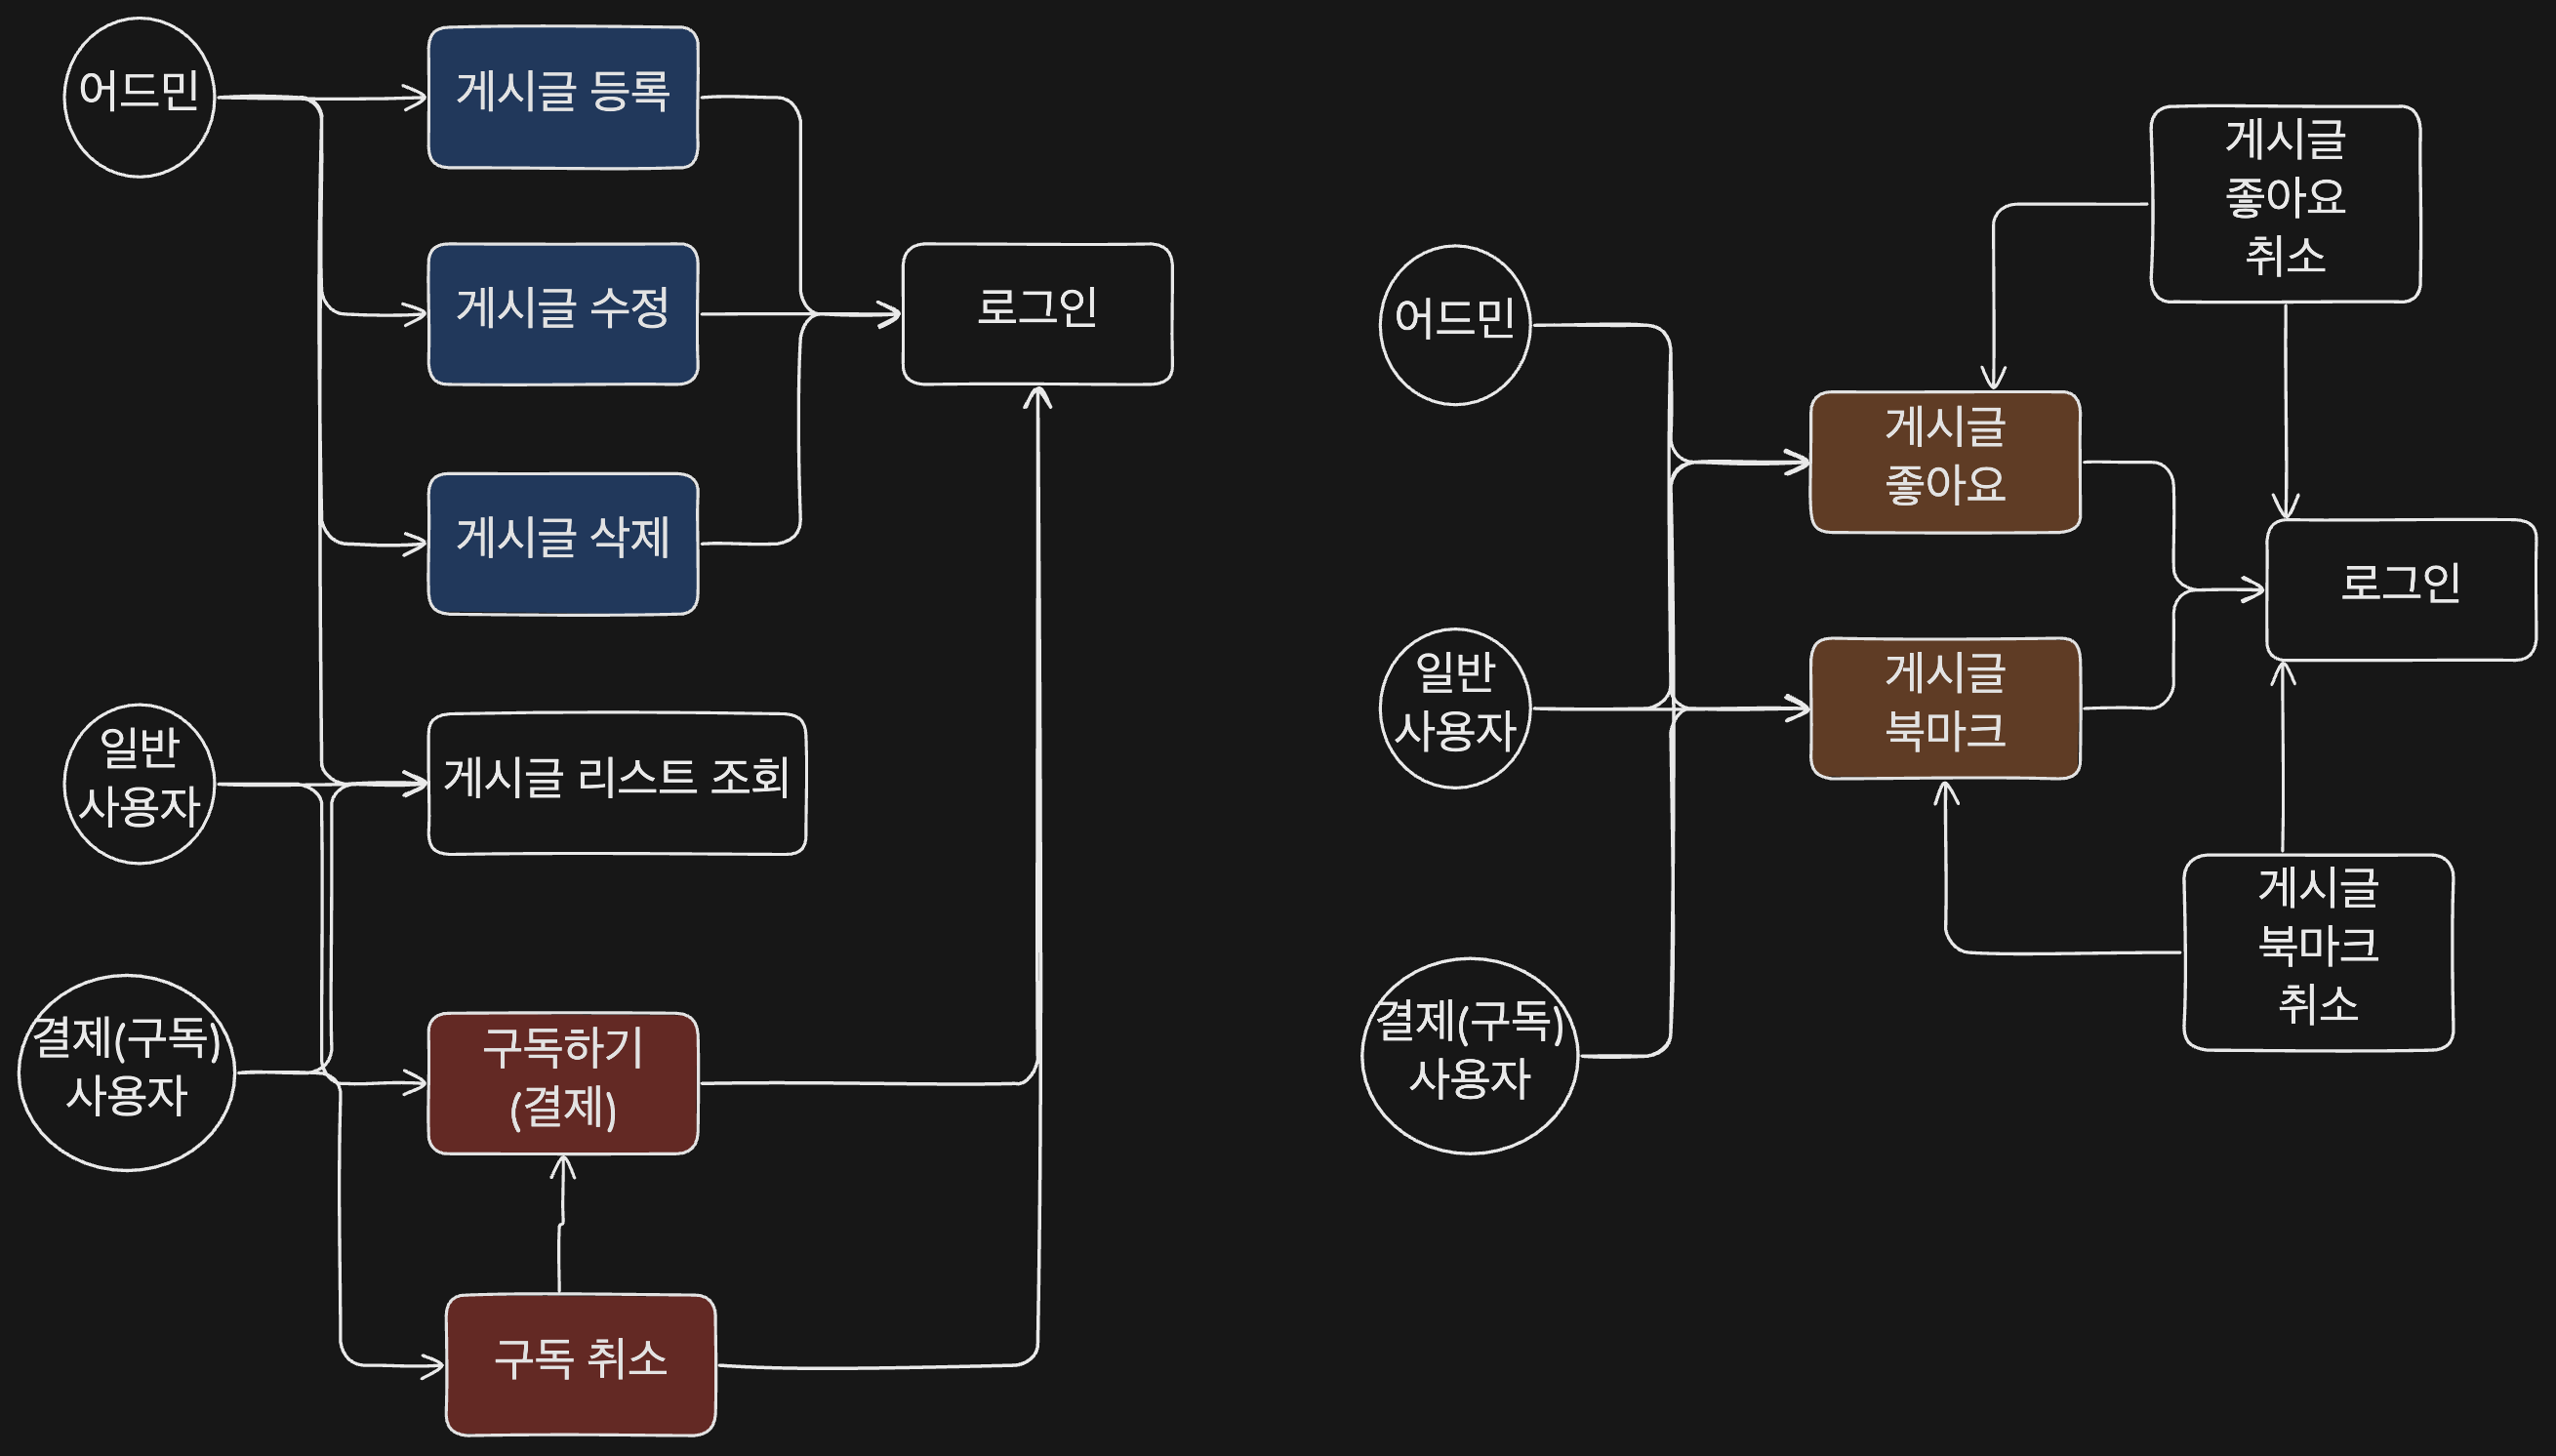 어드민
게시글 등록
게시글 수정
로그인
게시글 삭제
일반
사용자
게시글 리스트 조회
결제(구독)
사용자
구독하기
(결제)
구독 취소
게시글
좋아요
취소
어드민
게시글
좋아요
로그인
일반
사용자
게시글
북마크
게시글
북마크
취소
결제(구독)
사용자